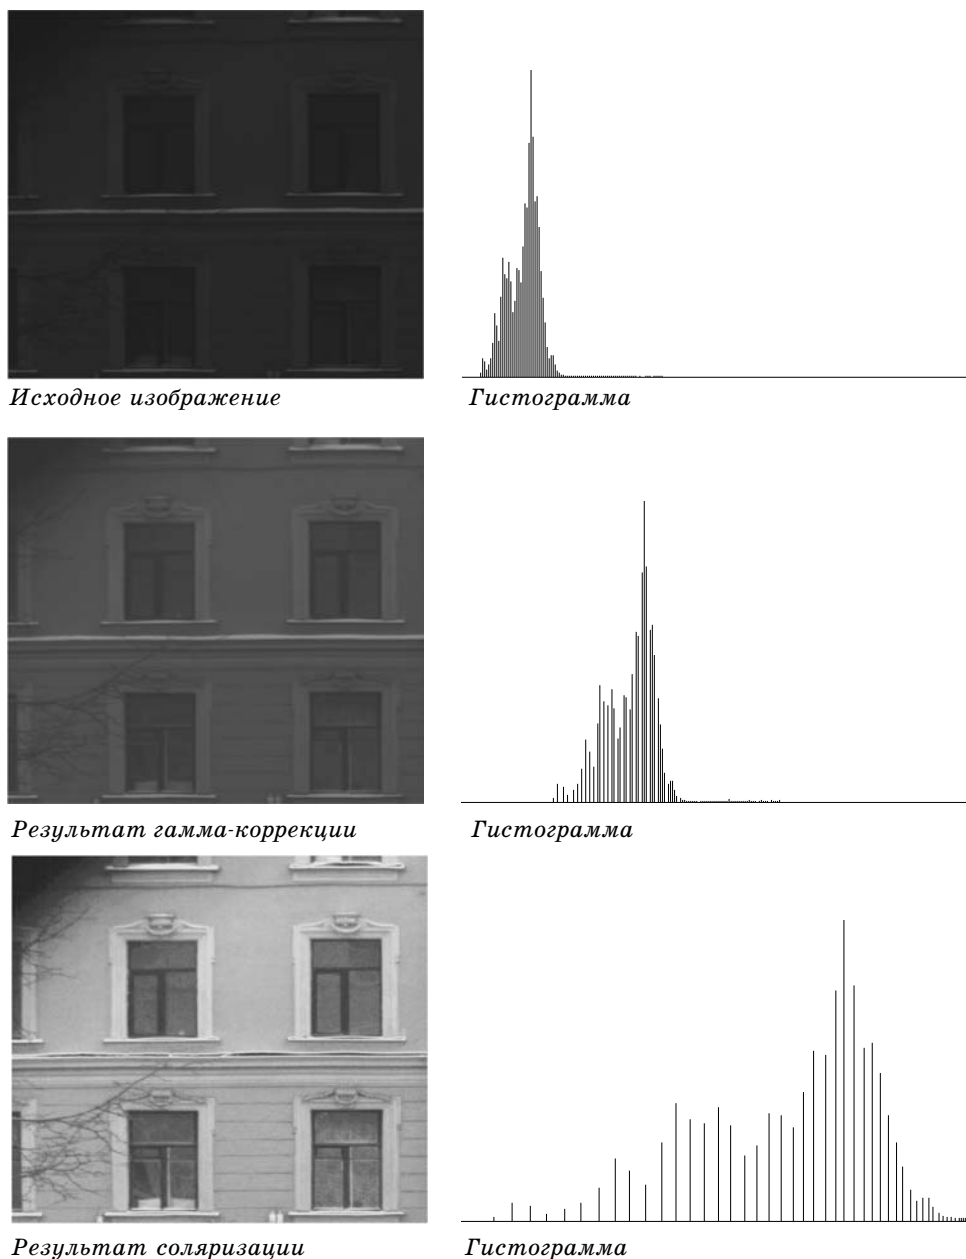 Исходное изображение
Гистограмма
Результат гамма-коррекции
Гистограмма
Результат соляризации
Гистограмма